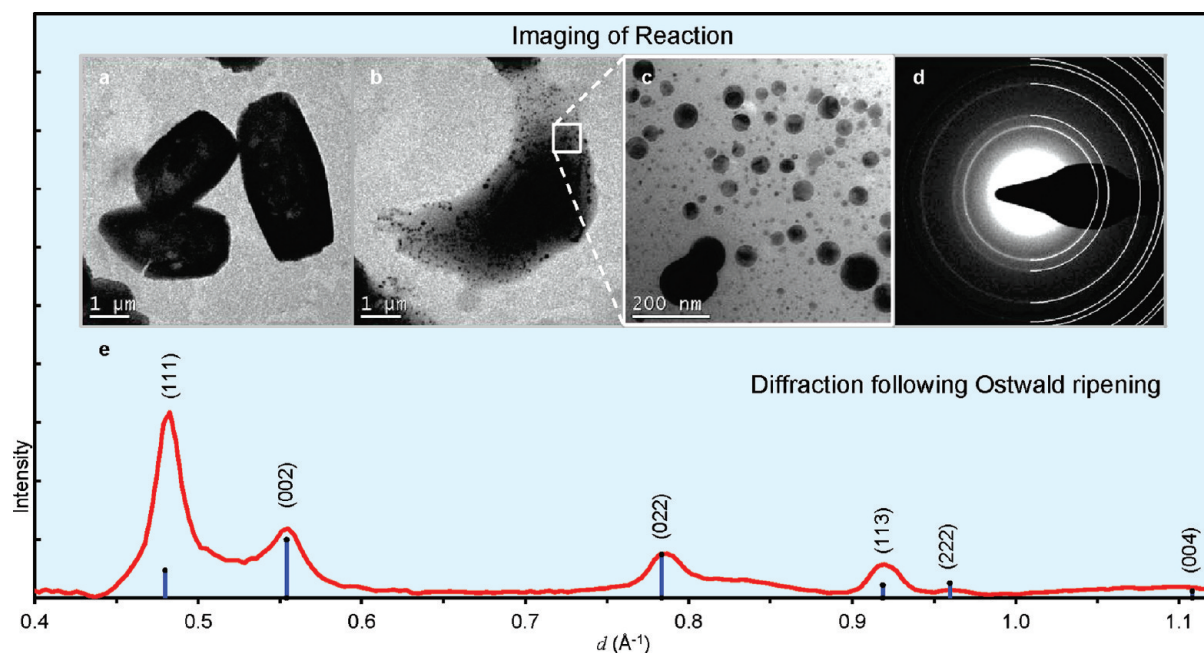 Imaging of Reaction
a
b
c
d
1 μm
1 μm
200 nm
e
Diffraction following Ostwald ripening
(111)
(002)
(022)
(113)
(222)
(004)
Intensity
0.4 0.5 0.6 0.7 0.8 0.9 1.0 1.1
d (Å⁻¹)